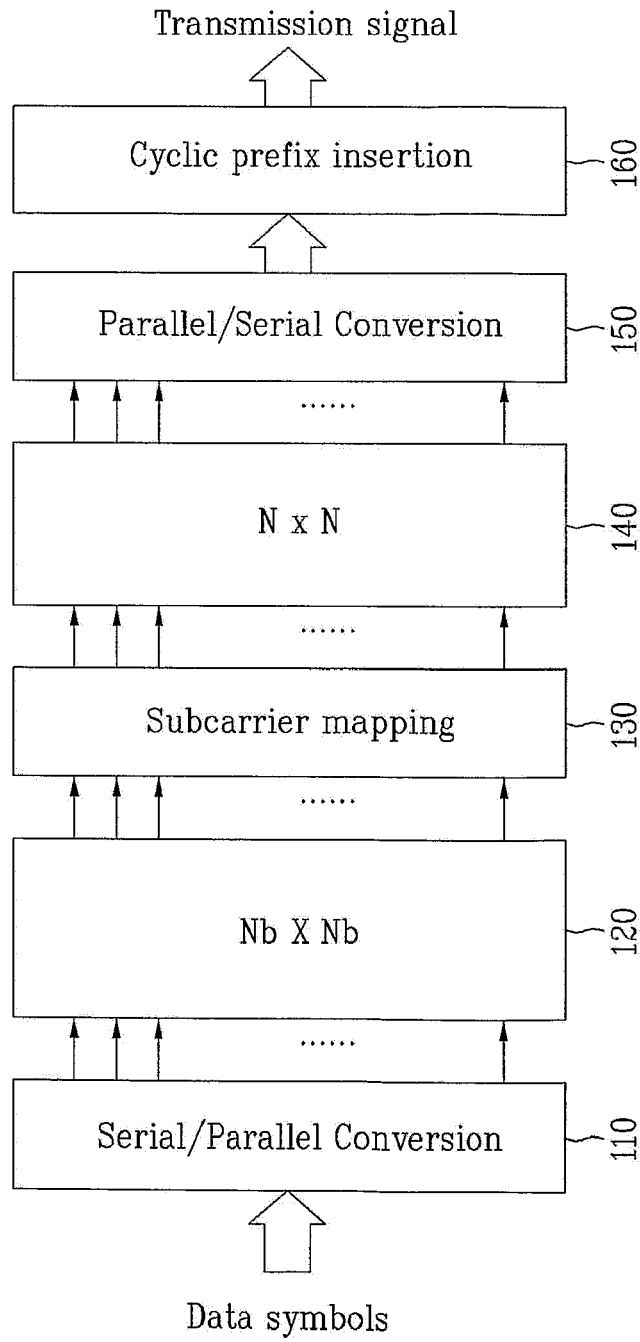 Transmission signal
Cyclic prefix insertion
160
Parallel/Serial Conversion
150
......
N x N
140
......
Subcarrier mapping
130
......
Nb X Nb
120
......
Serial/Parallel Conversion
110
Data symbols